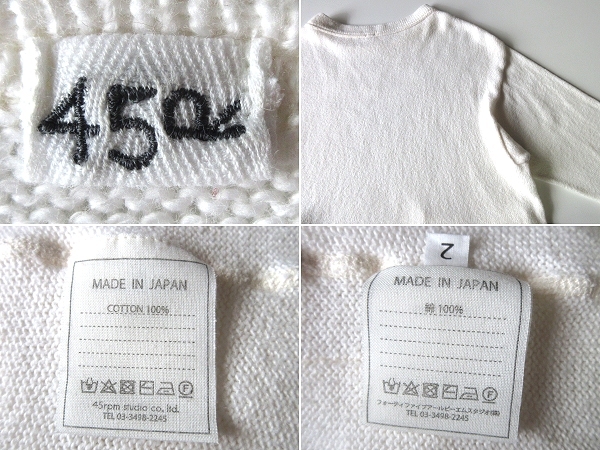 45R
MADE IN JAPAN
COTTON 100%
F
45rpm studio co., ltd.
TEL 03-3498-2245
2
MADE IN JAPAN
綿 100%
F
フォーティファイブアールピーエムスタジオ(株)
TEL 03-3498-2245